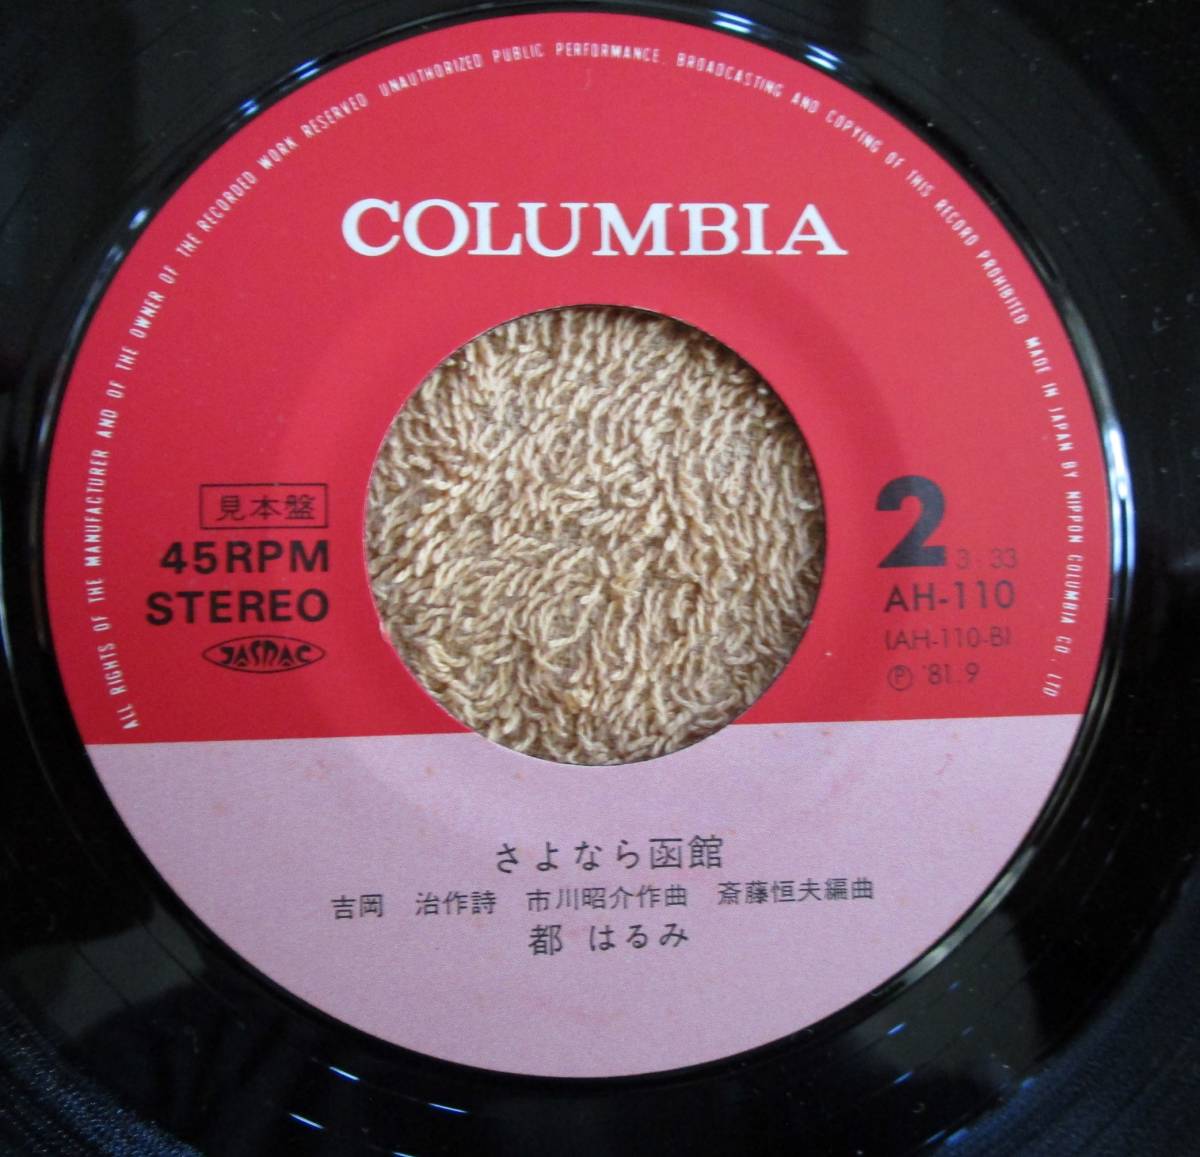 ALL RIGHTS OF THE MANUFACTURER AND OF THE OWNER OF THE RECORDED WORK RESERVED UNAUTHORIZED PUBLIC PERFORMANCE. BROADCASTING AND COPYING OF THIS RECORD PROHIBITED MADE IN JAPAN BY NIPPON COLUMBIA CO., LTD
COLUMBIA
見本盤
45RPM
STEREO
JASRAC
2 3:33
AH-110
(AH-110-B)
Ⓟ '81.9
さよなら函館
吉岡 治作詩 市川昭介作曲 斎藤恒夫編曲
都 はるみ